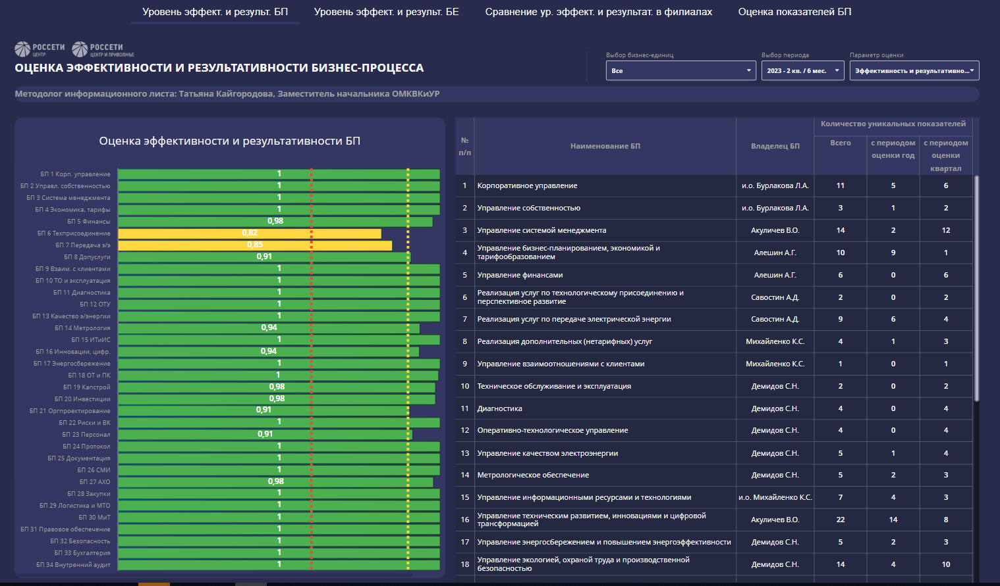 Уровень эффект. и результ. БП
Уровень эффект. и результ. БЕ
Сравнение ур. эффект. и результат. в филиалах
Оценка показателей БП
РОССЕТИ
ЦЕНТР
РОССЕТИ
ЦЕНТР И ПРИВОЛЖЬЕ
ОЦЕНКА ЭФФЕКТИВНОСТИ И РЕЗУЛЬТАТИВНОСТИ БИЗНЕС-ПРОЦЕССА
Выбор бизнес-единиц
Все
Выбор периода
2023 - 2 кв. / 6 мес.
Параметр оценки
Эффективность и результативно...
Методолог информационного листа: Татьяна Кайгородова, Заместитель начальника ОМКВКиУР
Оценка эффективности и результативности БП
БП 1 Корп. управление 1
БП 2 Управл. собственностью 1
БП 3 Система менеджмента 1
БП 4 Экономика, тарифы 1
БП 5 Финансы 0,98
БП 6 Техприсоединение 0,82
БП 7 Передача э/э 0,85
БП 8 Допуслуги 0,91
БП 9 Взаим. с клиентами 1
БП 10 ТО и эксплуатация 1
БП 11 Диагностика 1
БП 12 ОТУ 1
БП 13 Качество э/энергии 1
БП 14 Метрология 0,94
БП 15 ИТиИС 1
БП 16 Инновации, цифр. 0,94
БП 17 Энергосбережение 1
БП 18 ОТ и ПК 1
БП 19 Капстрой 0,98
БП 20 Инвестиции 0,98
БП 21 Оргпроектирование 0,91
БП 22 Риски и ВК 1
БП 23 Персонал 0,91
БП 24 Протокол 1
БП 25 Документация 1
БП 26 СМИ 1
БП 27 АХО 0,98
БП 28 Закупки 1
БП 29 Логистика и МТО 1
БП 30 МиТ 1
БП 31 Правовое обеспечение 1
БП 32 Безопасность 1
БП 33 Бухгалтерия 1
БП 34 Внутренний аудит 1
№
п/п
Наименование БП
Владелец БП
Количество уникальных показателей
Всего
с периодом
оценки год
с периодом
оценки
квартал
1 Корпоративное управление и.о. Бурлакова Л.А. 11 5 6
2 Управление собственностью и.о. Бурлакова Л.А. 3 1 2
3 Управление системой менеджмента Акуличев В.О. 14 2 12
4 Управление бизнес-планированием, экономикой и
тарифообразованием Алешин А.Г. 10 9 1
5 Управление финансами Алешин А.Г. 6 0 6
6 Реализация услуг по технологическому присоединению и
перспективное развитие Савостин А.Д. 2 0 2
7 Реализация услуг по передаче электрической энергии Савостин А.Д. 9 6 4
8 Реализация дополнительных (нетарифных) услуг Михайленко К.С. 4 1 3
9 Управление взаимоотношениями с клиентами Михайленко К.С. 1 0 1
10 Техническое обслуживание и эксплуатация Демидов С.Н. 2 0 2
11 Диагностика Демидов С.Н. 4 0 4
12 Оперативно-технологическое управление Демидов С.Н. 4 0 4
13 Управление качеством электроэнергии Демидов С.Н. 5 1 4
14 Метрологическое обеспечение Демидов С.Н. 5 2 3
15 Управление информационными ресурсами и технологиями и.о. Михайленко К.С. 7 4 3
16 Управление техническим развитием, инновациями и цифровой
трансформацией Акуличев В.О. 22 14 8
17 Управление энергосбережением и повышением энергоэффективности Демидов С.Н. 5 2 3
18 Управление экологией, охраной труда и производственной
безопасностью Демидов С.Н. 14 4 10